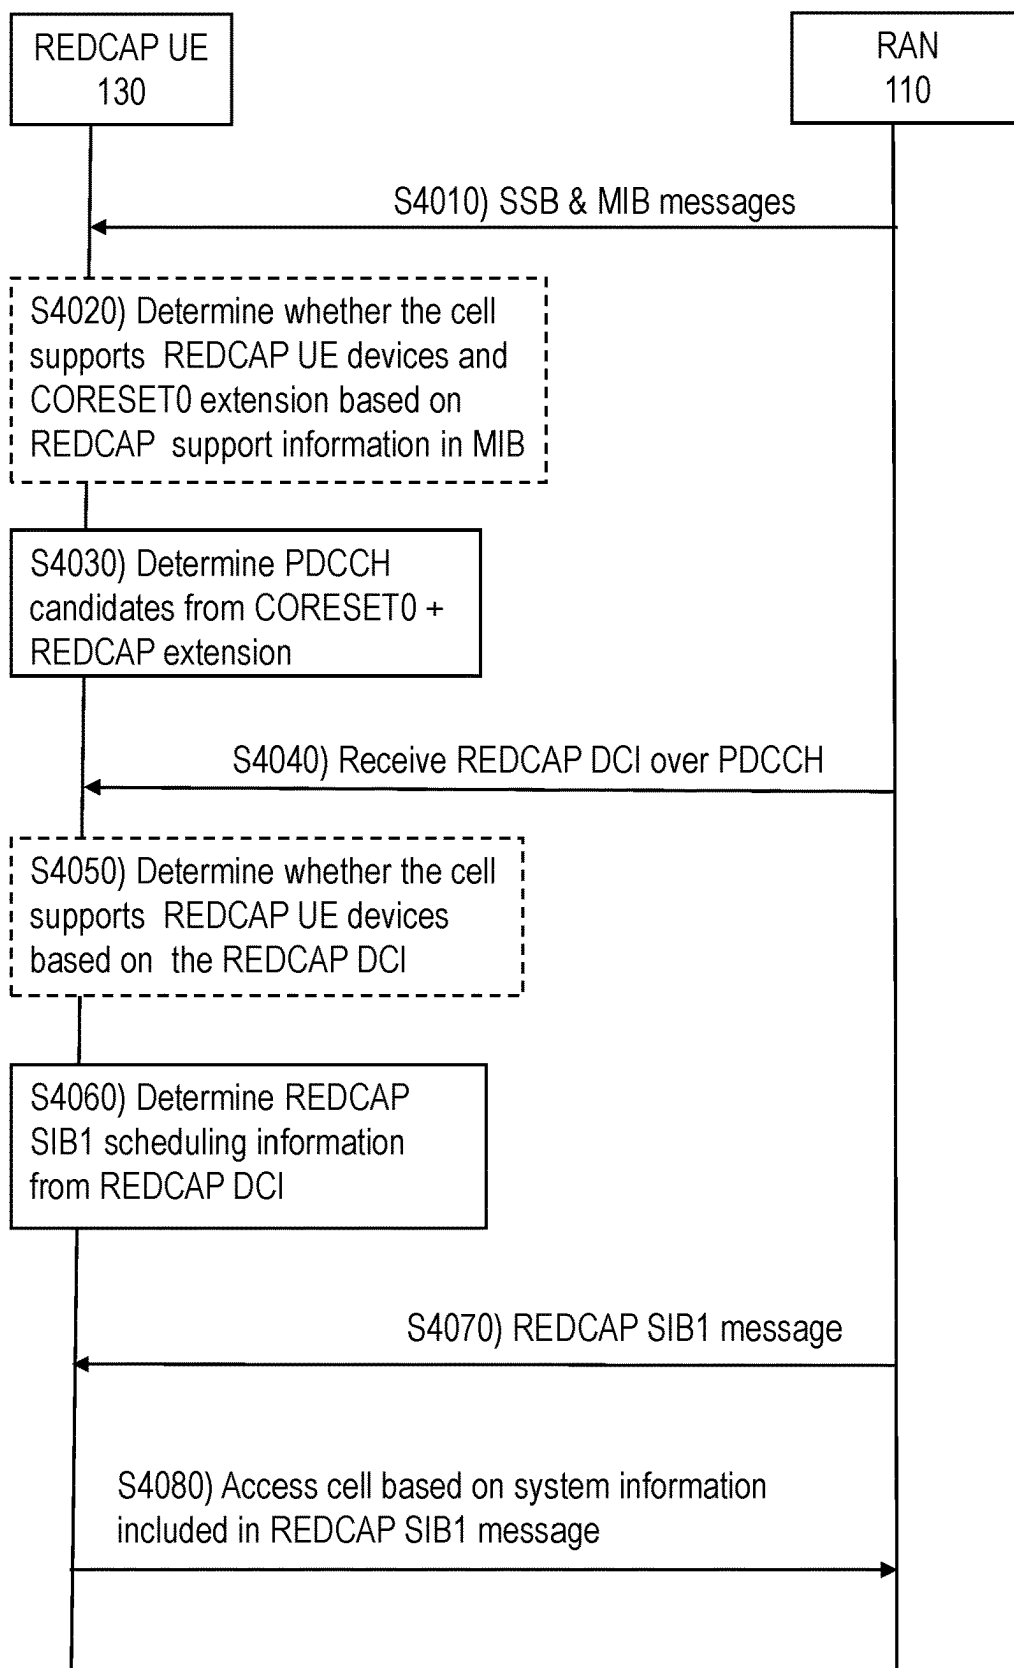 REDCAP UE
130
RAN
110
S4010) SSB & MIB messages
S4020) Determine whether the cell
supports REDCAP UE devices and
CORESET0 extension based on
REDCAP support information in MIB
S4030) Determine PDCCH
candidates from CORESET0 +
REDCAP extension
S4040) Receive REDCAP DCI over PDCCH
S4050) Determine whether the cell
supports REDCAP UE devices
based on the REDCAP DCI
S4060) Determine REDCAP
SIB1 scheduling information
from REDCAP DCI
S4070) REDCAP SIB1 message
S4080) Access cell based on system information
included in REDCAP SIB1 message